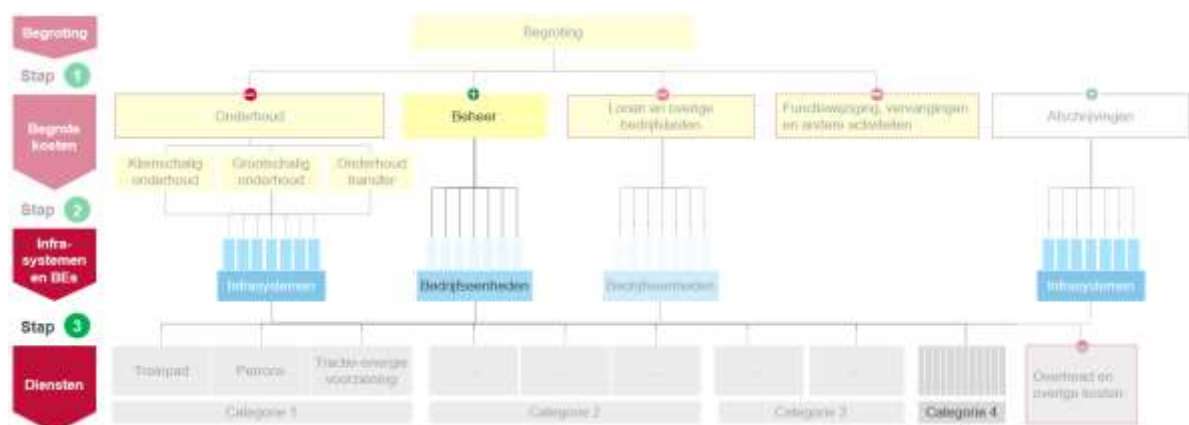 Begroting
Begroting
Stap 1
Begrote
kosten
Onderhoud
Beheer
Lonen en overige
bedrijfslasten
Functiewijziging, vervangingen
en andere activiteiten
Afschrijvingen
Kleinschalig
onderhoud
Grootschalig
onderhoud
Onderhoud
transfer
Stap 2
Infra-
systemen
en BEs
Infrasystemen
Bedrijfseenheden
Bedrijfseenheden
Infrasystemen
Stap 3
Diensten
Treinpad
Perrons
Tractie-energie
voorziening
...
...
...
...
...
Overhead en
overige kosten
Categorie 1
Categorie 2
Categorie 3
Categorie 4